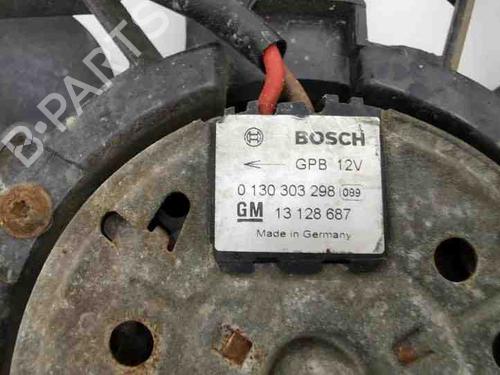 BOSCH
GPB 12V
0 130 303 298 099
GM 13 128 687
Made in Germany
B-PARTS